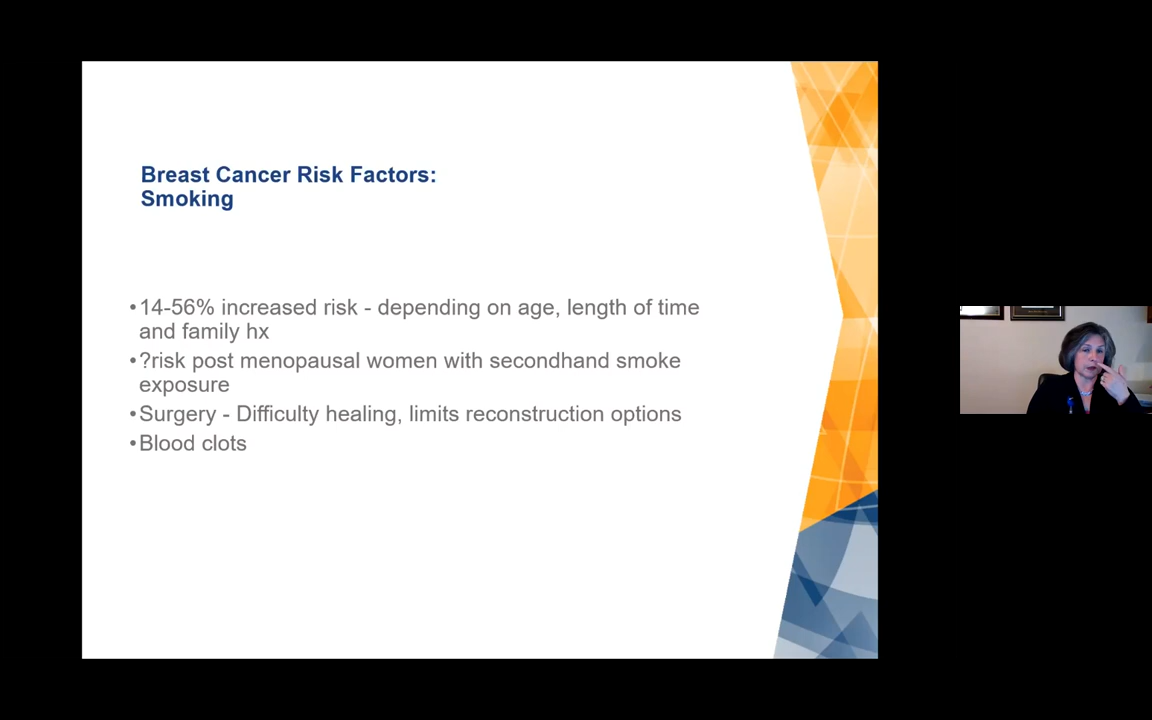 Breast Cancer Risk Factors:
Smoking
•14-56% increased risk - depending on age, length of time
and family hx
•?risk post menopausal women with secondhand smoke
exposure
•Surgery - Difficulty healing, limits reconstruction options
•Blood clots